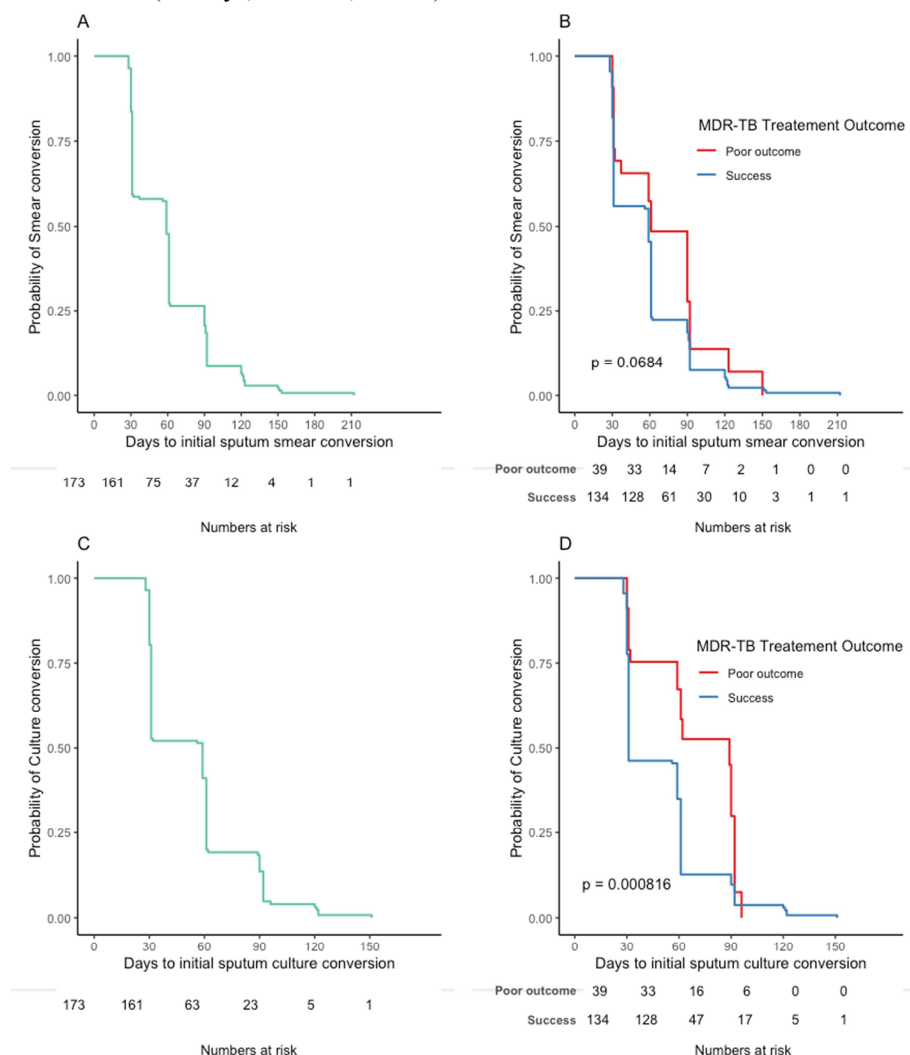 A
1.00
0.75
0.50
0.25
0.00
Probability of Smear conversion
0 30 60 90 120 150 180 210
Days to initial sputum smear conversion
173 161 75 37 12 4 1 1
Numbers at risk
B
1.00
0.75
0.50
0.25
0.00
Probability of Smear conversion
MDR-TB Treatement Outcome
Poor outcome
Success
p = 0.0684
0 30 60 90 120 150 180 210
Days to initial sputum smear conversion
Poor outcome 39 33 14 7 2 1 0 0
Success 134 128 61 30 10 3 1 1
Numbers at risk
C
1.00
0.75
0.50
0.25
0.00
Probability of Culture conversion
0 30 60 90 120 150
Days to initial sputum culture conversion
173 161 63 23 5 1
Numbers at risk
D
1.00
0.75
0.50
0.25
0.00
Probability of Culture conversion
MDR-TB Treatement Outcome
Poor outcome
Success
p = 0.000816
0 30 60 90 120 150
Days to initial sputum culture conversion
Poor outcome 39 33 16 6 0 0
Success 134 128 47 17 5 1
Numbers at risk